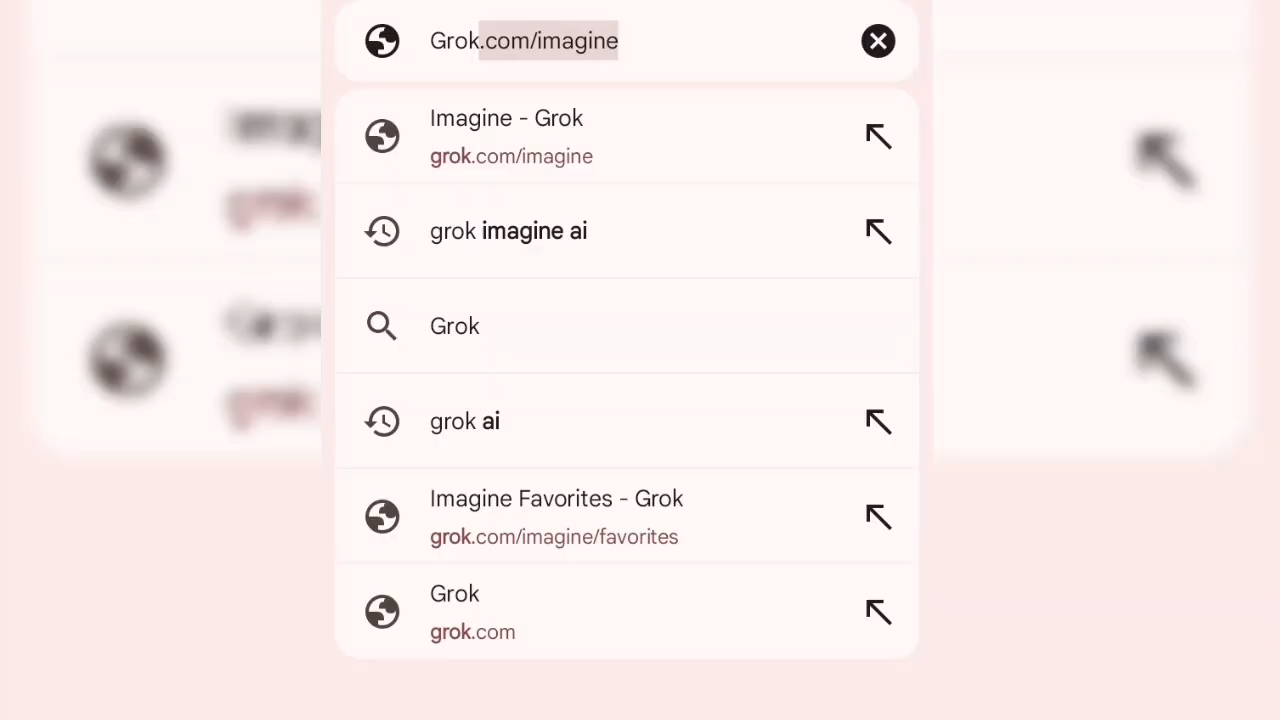 Grok.com/imagine
Imagine - Grok
grok.com/imagine
grok imagine ai
Grok
grok ai
Imagine Favorites - Grok
grok.com/imagine/favorites
Grok
grok.com